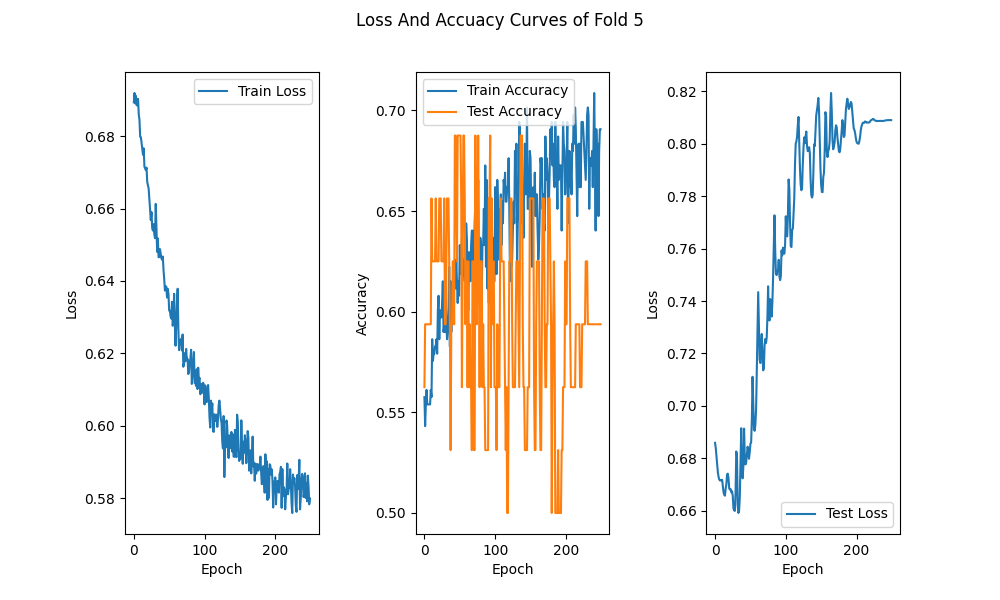 Loss And Accuacy Curves of Fold 5
Train Loss
0.68
0.66
0.64
0.62
0.60
0.58
Loss
0 100 200
Epoch
Train Accuracy
Test Accuracy
0.70
0.65
0.60
0.55
0.50
Accuracy
0 100 200
Epoch
0.82
0.80
0.78
0.76
0.74
0.72
0.70
0.68
0.66
Loss
Test Loss
0 100 200
Epoch